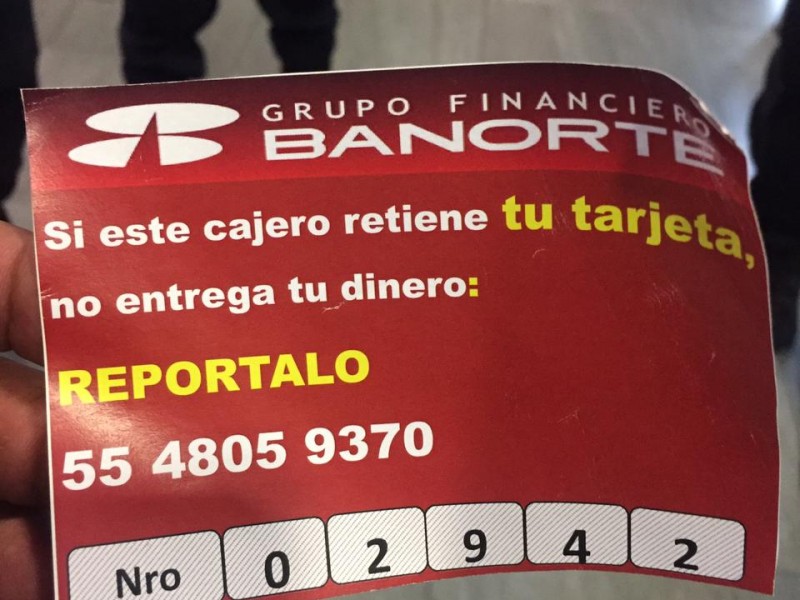 GRUPO FINANCIERO
BANORTE
Si este cajero retiene tu tarjeta,
no entrega tu dinero:
REPORTALO
55 4805 9370
Nro 0 2 9 4 2